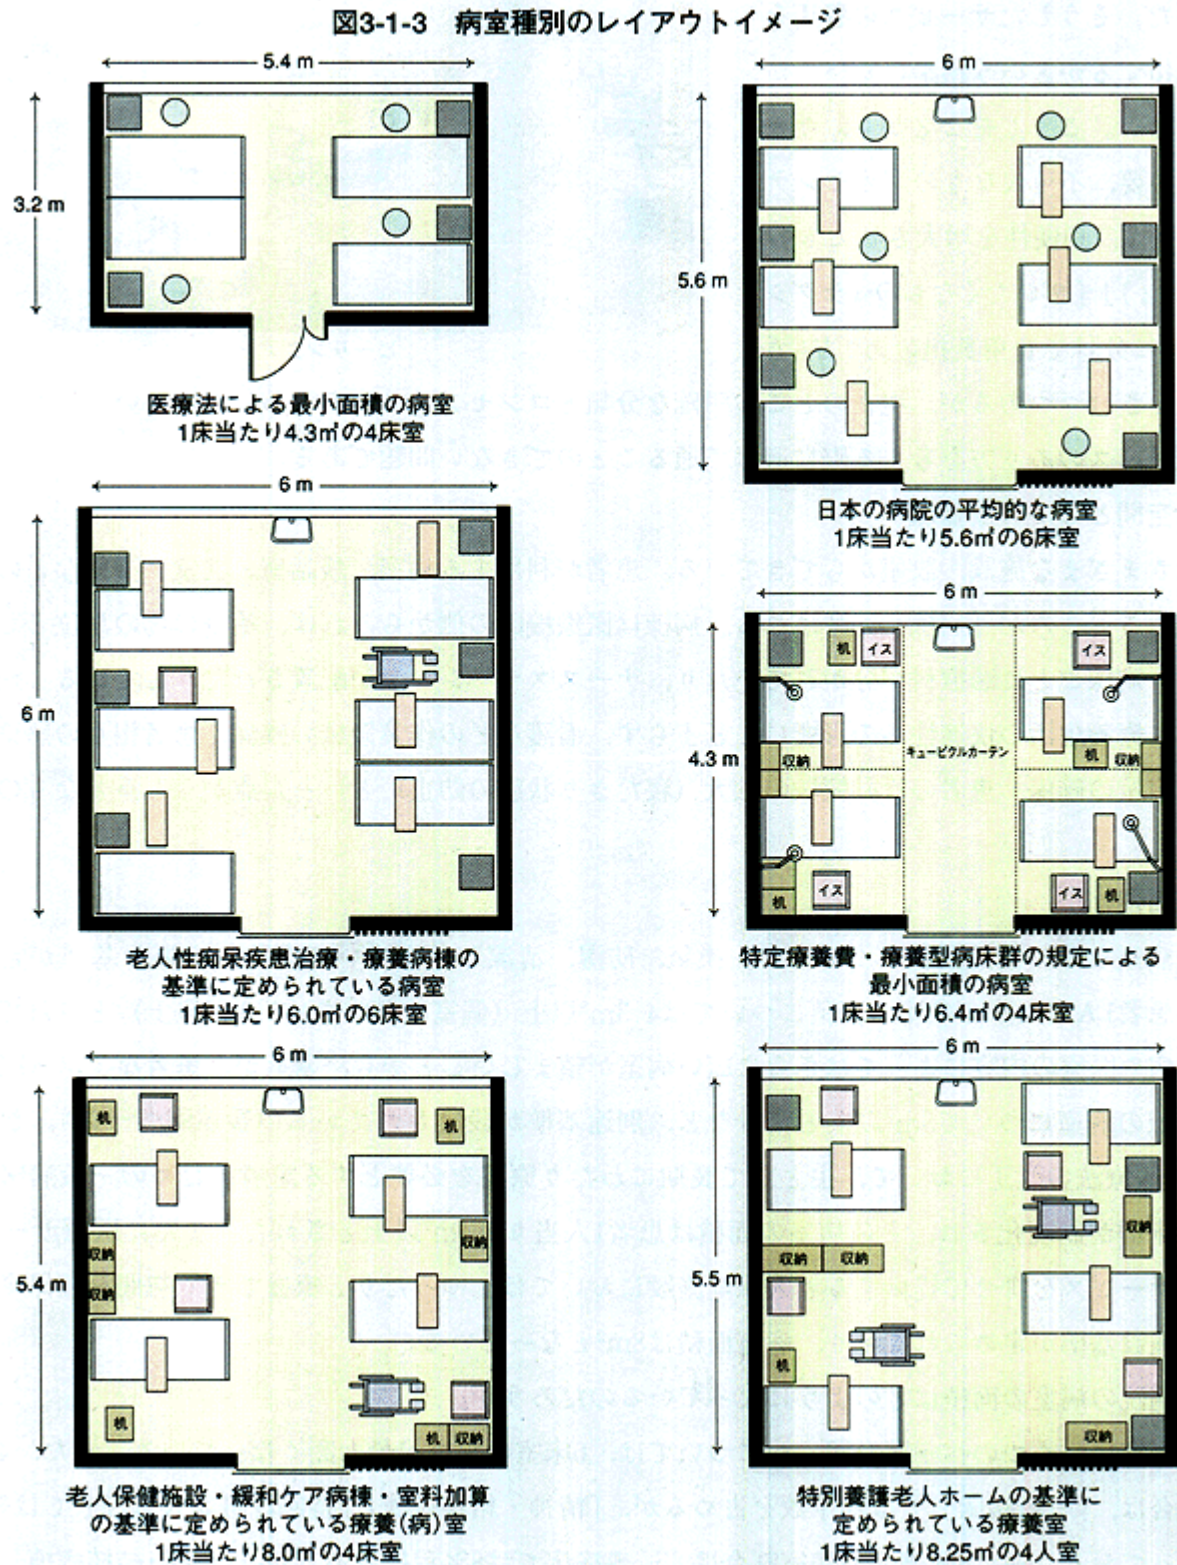 図3-1-3 病室種別のレイアウトイメージ
5.4 m
3.2 m
医療法による最小面積の病室
1床当たり4.3㎡の4床室
6 m
5.6 m
日本の病院の平均的な病室
1床当たり5.6㎡の6床室
6 m
6 m
老人性痴呆疾患治療・療養病棟の
基準に定められている病室
1床当たり6.0㎡の6床室
6 m
4.3 m
机
イス
イス
収納
キュービクルカーテン
机
収納
机
イス
イス
机
特定療養費・療養型病床群の規定による
最小面積の病室
1床当たり6.4㎡の4床室
6 m
5.4 m
机
机
収納
収納
収納
机
机
収納
老人保健施設・緩和ケア病棟・室料加算
の基準に定められている療養(病)室
1床当たり8.0㎡の4床室
6 m
5.5 m
収納
収納
収納
机
収納
特別養護老人ホームの基準に
定められている療養室
1床当たり8.25㎡の4人室